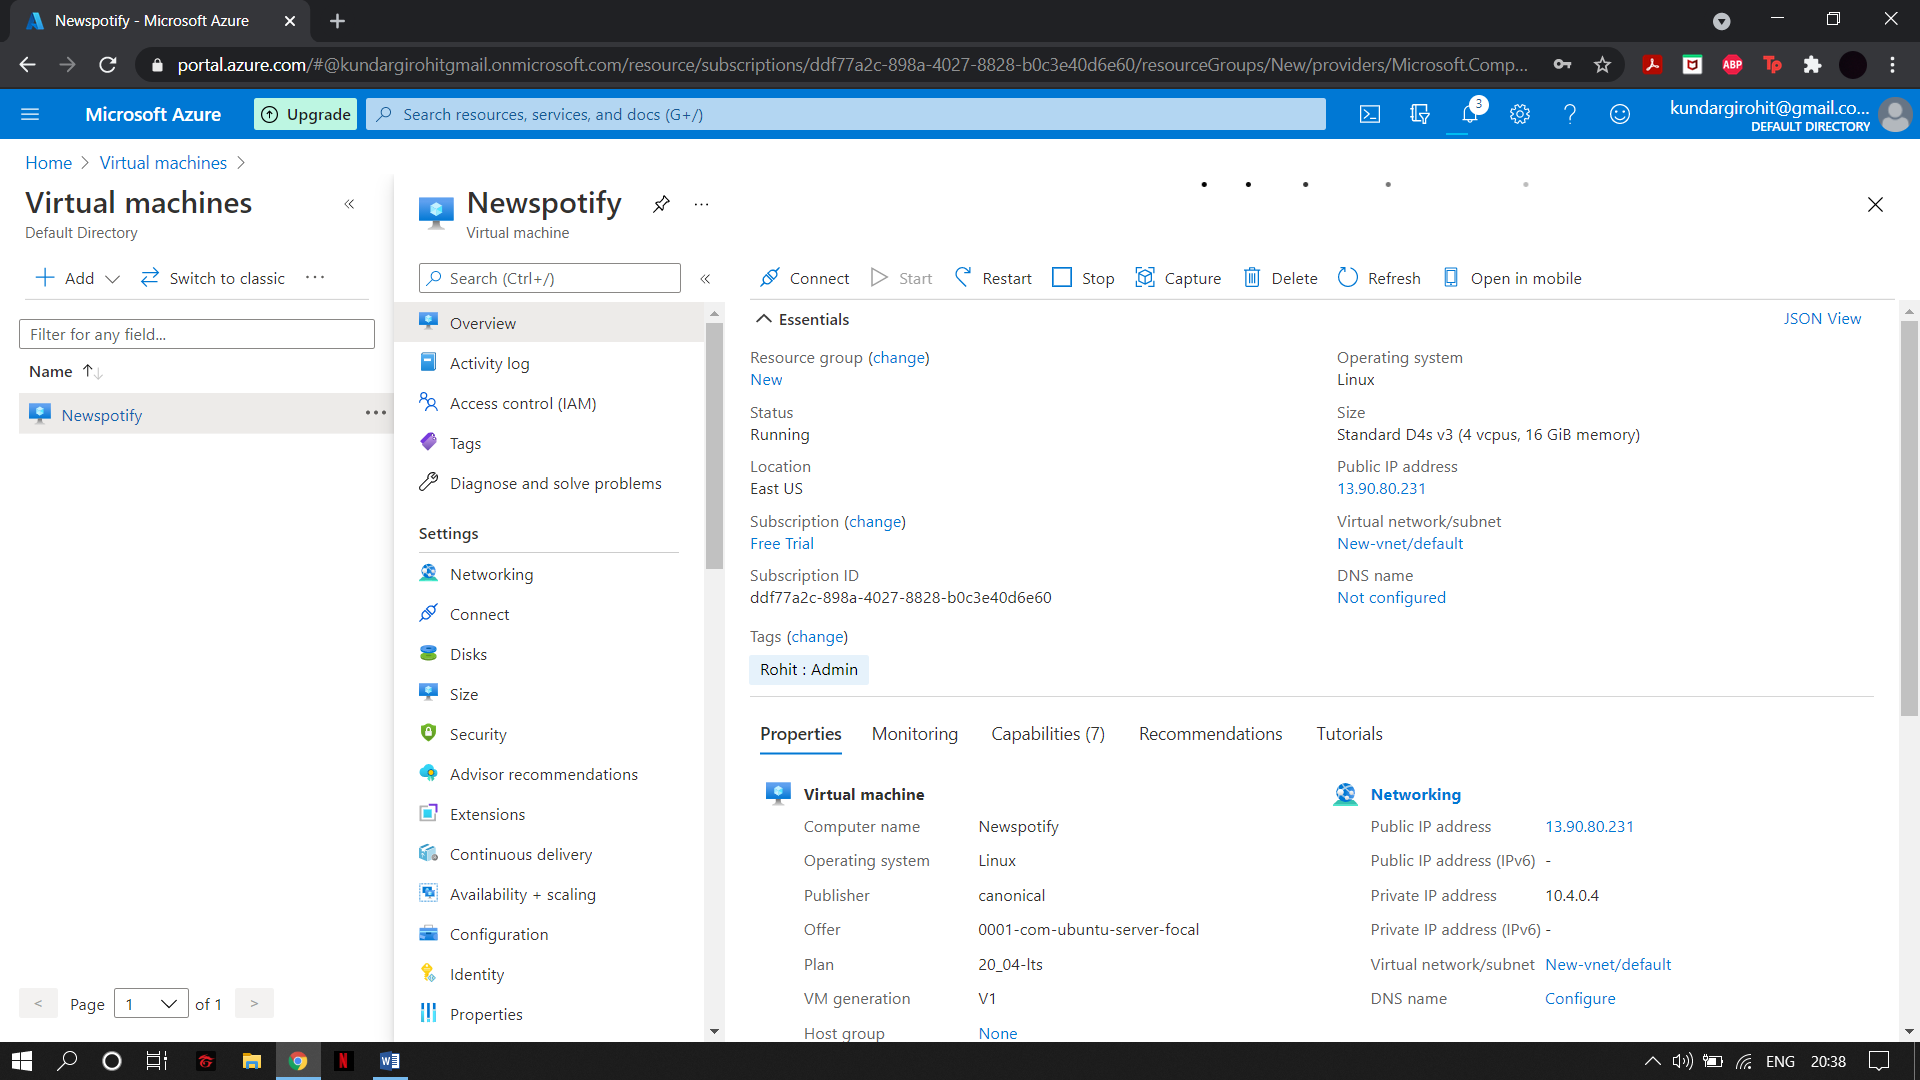 Newspotify - Microsoft Azure
portal.azure.com/#@kundargirohitgmail.onmicrosoft.com/resource/subscriptions/ddf77a2c-898a-4027-8828-b0c3e40d6e60/resourceGroups/New/providers/Microsoft.Comp...
ABP
Microsoft Azure
Upgrade
Search resources, services, and docs (G+/)
3
kundargirohit@gmail.co...
DEFAULT DIRECTORY
Home > Virtual machines >
Virtual machines
Default Directory
Add
Switch to classic
Filter for any field...
Name
Newspotify
< Page 1 of 1 >
Newspotify
Virtual machine
Search (Ctrl+/)
Overview
Activity log
Access control (IAM)
Tags
Diagnose and solve problems
Settings
Networking
Connect
Disks
Size
Security
Advisor recommendations
Extensions
Continuous delivery
Availability + scaling
Configuration
Identity
Properties
Connect Start Restart Stop Capture Delete Refresh Open in mobile
Essentials
JSON View
Resource group (change)
New
Status
Running
Location
East US
Subscription (change)
Free Trial
Subscription ID
ddf77a2c-898a-4027-8828-b0c3e40d6e60
Operating system
Linux
Size
Standard D4s v3 (4 vcpus, 16 GiB memory)
Public IP address
13.90.80.231
Virtual network/subnet
New-vnet/default
DNS name
Not configured
Tags (change)
Rohit : Admin
Properties Monitoring Capabilities (7) Recommendations Tutorials
Virtual machine
Computer name Newspotify
Operating system Linux
Publisher canonical
Offer 0001-com-ubuntu-server-focal
Plan 20_04-lts
VM generation V1
Host group None
Networking
Public IP address 13.90.80.231
Public IP address (IPv6) -
Private IP address 10.4.0.4
Private IP address (IPv6) -
Virtual network/subnet New-vnet/default
DNS name Configure
ENG 20:38